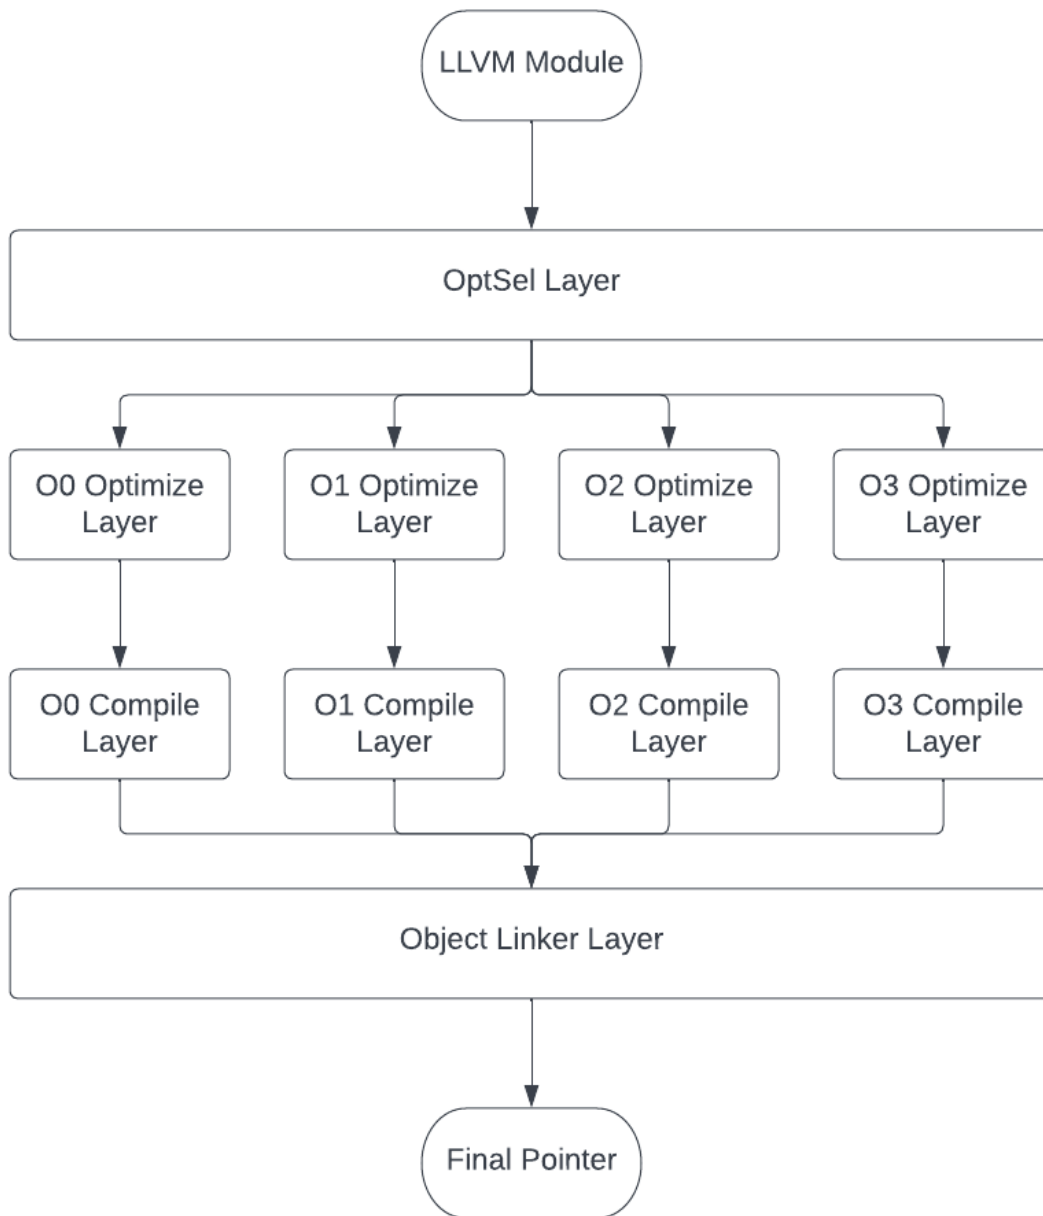 LLVM Module
OptSel Layer
O0 Optimize
Layer
O1 Optimize
Layer
O2 Optimize
Layer
O3 Optimize
Layer
O0 Compile
Layer
O1 Compile
Layer
O2 Compile
Layer
O3 Compile
Layer
Object Linker Layer
Final Pointer